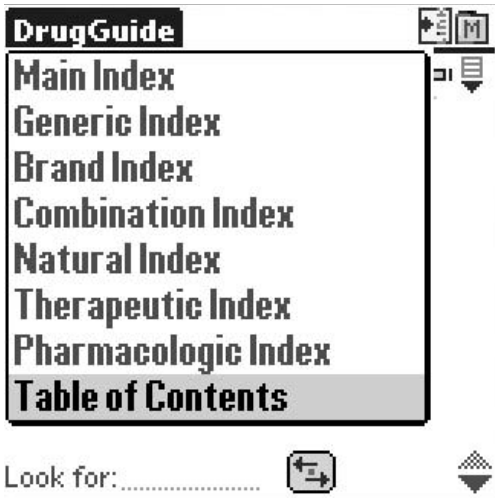 DrugGuide
M
Main Index
Generic Index
Brand Index
Combination Index
Natural Index
Therapeutic Index
Pharmacologic Index
Table of Contents
Look for: